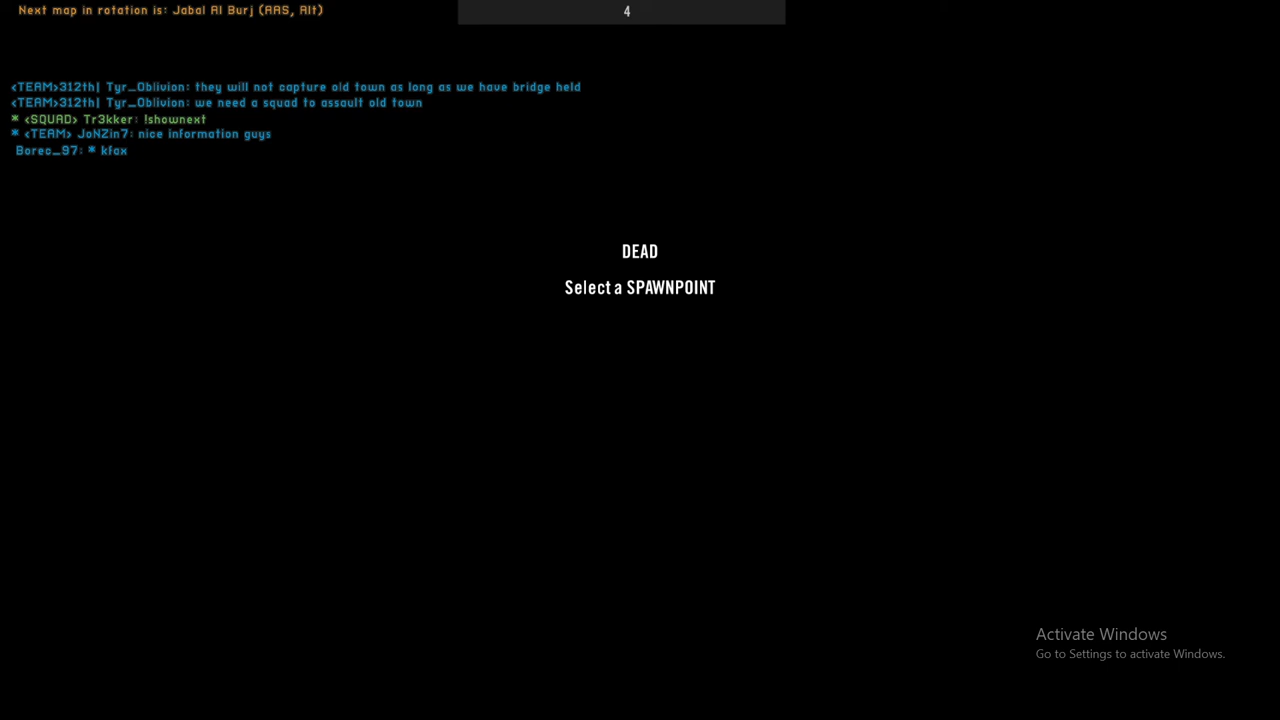 Next map in rotation is: Jabal Al Burj (AAS, Alt)
4
<TEAM>312th| Tyr_Oblivion: they will not capture old town as long as we have bridge held
<TEAM>312th| Tyr_Oblivion: we need a squad to assault old town
* <SQUAD> Tr3kker: !shownext
* <TEAM> JoNZin7: nice information guys
Borec_97: * kfax
DEAD
Select a SPAWNPOINT
Activate Windows
Go to Settings to activate Windows.